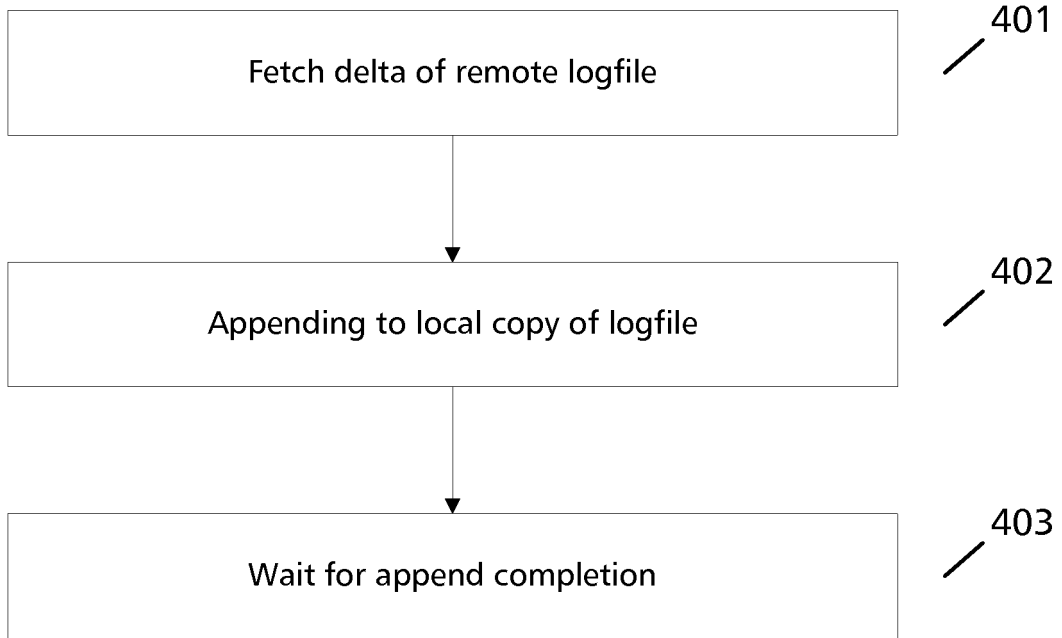 401
Fetch delta of remote logfile
402
Appending to local copy of logfile
403
Wait for append completion